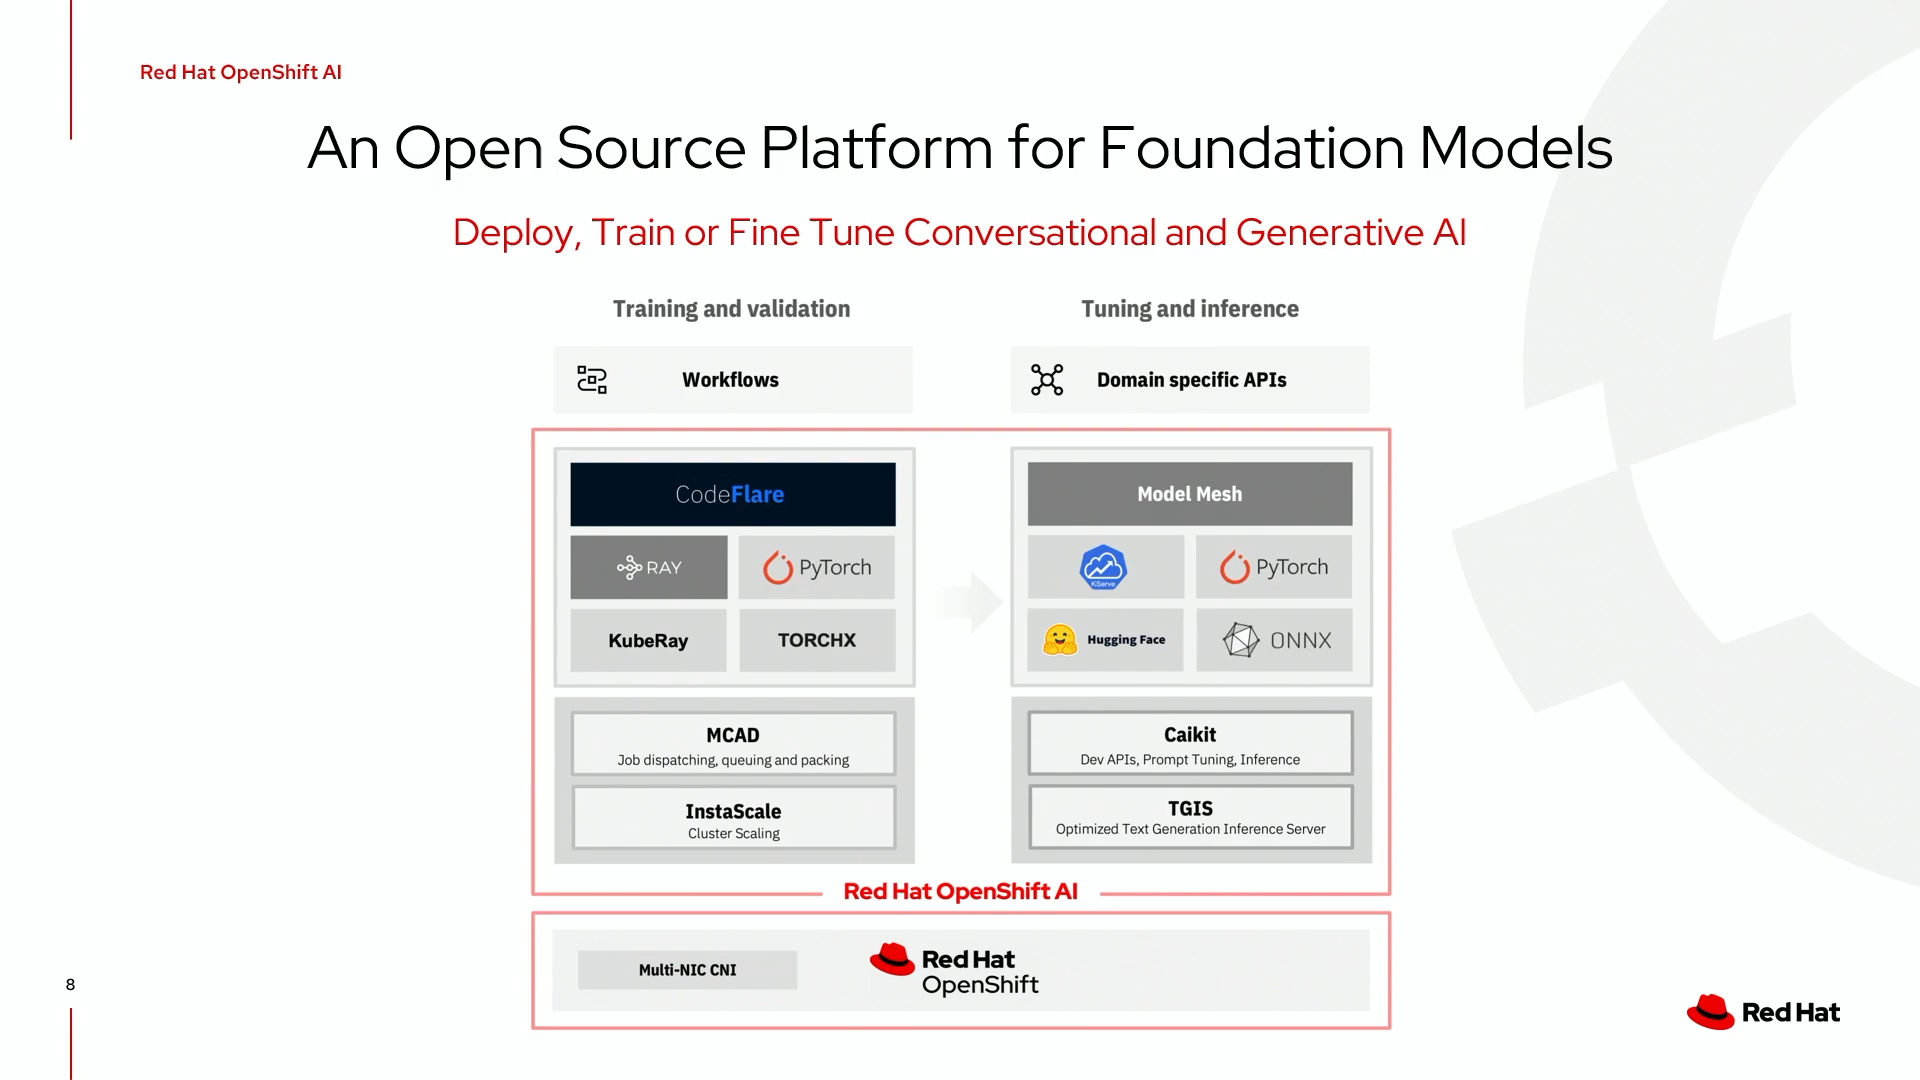 Red Hat OpenShift AI
An Open Source Platform for Foundation Models
Deploy, Train or Fine Tune Conversational and Generative AI
Training and validation
Workflows
CodeFlare
RAY
PyTorch
KubeRay
TORCHX
MCAD
Job dispatching, queuing and packing
InstaScale
Cluster Scaling
Tuning and inference
Domain specific APIs
Model Mesh
KServe
PyTorch
Hugging Face
ONNX
Caikit
Dev APIs, Prompt Tuning, Inference
TGIS
Optimized Text Generation Inference Server
Red Hat OpenShift AI
Multi-NIC CNI
Red Hat
OpenShift
8
Red Hat